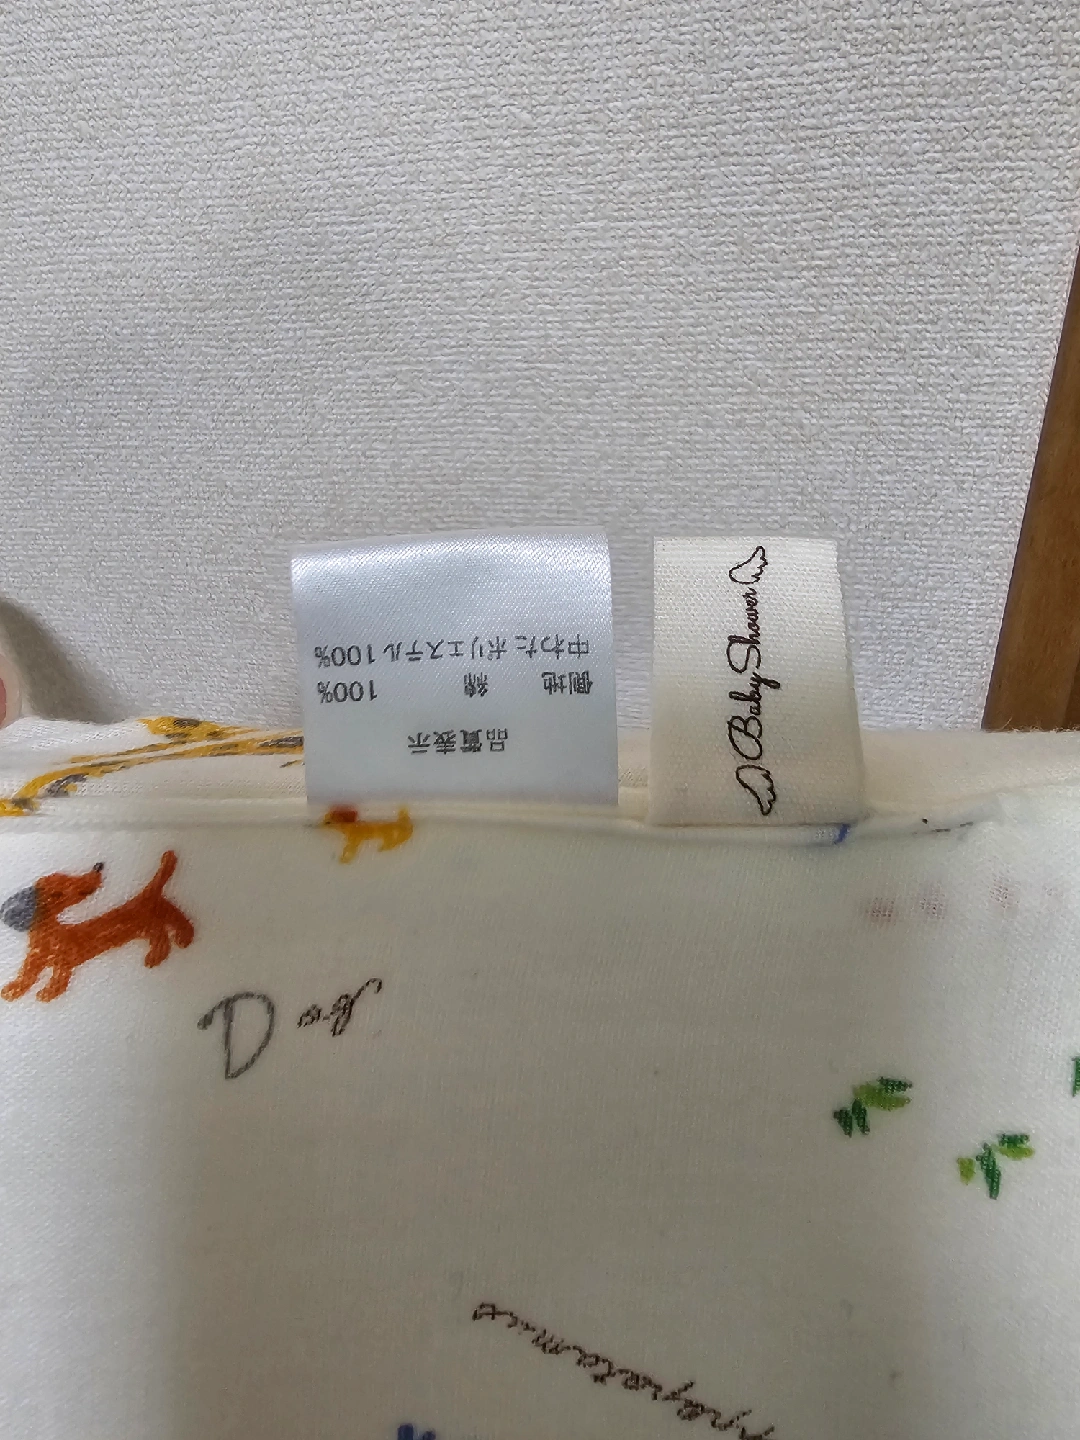 品質表示
側地 綿 100%
中わた ポリエステル 100%
Baby Shower
D